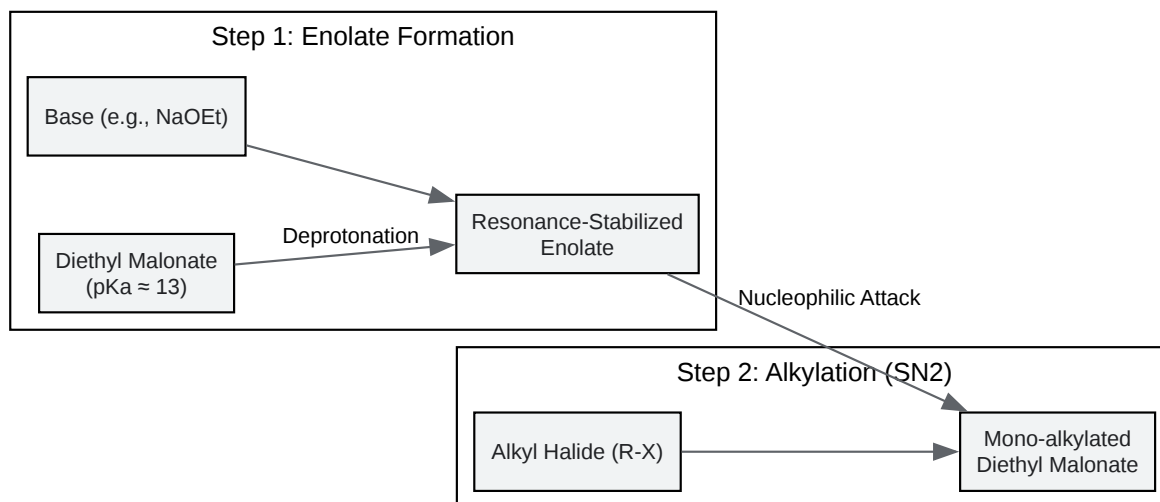 Step 1: Enolate Formation
Base (e.g., NaOEt)
Diethyl Malonate
(pKa ≈ 13)
Deprotonation
Resonance-Stabilized
Enolate
Nucleophilic Attack
Step 2: Alkylation (SN2)
Alkyl Halide (R-X)
Mono-alkylated
Diethyl Malonate